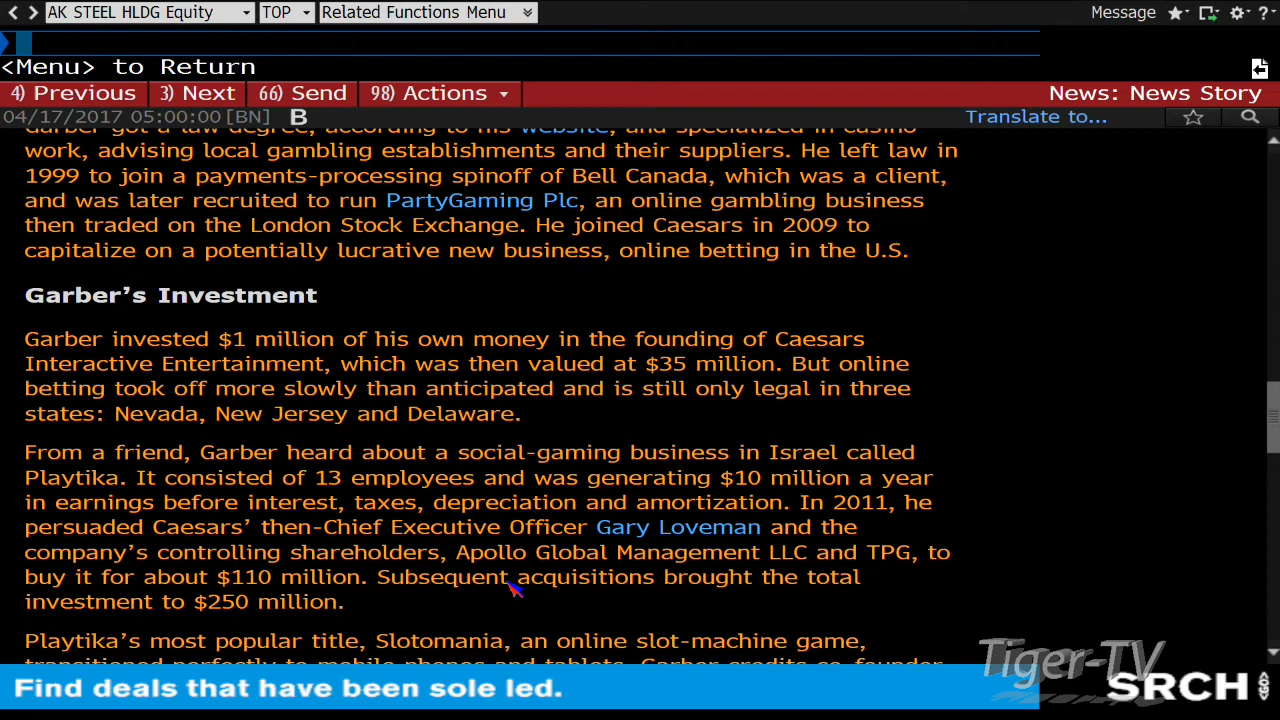 AK STEEL HLDG Equity TOP Related Functions Menu Message ?
<Menu> to Return
4) Previous 3) Next 66) Send 98) Actions News: News Story
04/17/2017 05:00:00 [BN] B Translate to...
Garber got a law degree, according to his website, and specialized in casino
work, advising local gambling establishments and their suppliers. He left law in
1999 to join a payments-processing spinoff of Bell Canada, which was a client,
and was later recruited to run PartyGaming Plc, an online gambling business
then traded on the London Stock Exchange. He joined Caesars in 2009 to
capitalize on a potentially lucrative new business, online betting in the U.S.
Garber's Investment
Garber invested $1 million of his own money in the founding of Caesars
Interactive Entertainment, which was then valued at $35 million. But online
betting took off more slowly than anticipated and is still only legal in three
states: Nevada, New Jersey and Delaware.
From a friend, Garber heard about a social-gaming business in Israel called
Playtika. It consisted of 13 employees and was generating $10 million a year
in earnings before interest, taxes, depreciation and amortization. In 2011, he
persuaded Caesars' then-Chief Executive Officer Gary Loveman and the
company's controlling shareholders, Apollo Global Management LLC and TPG, to
buy it for about $110 million. Subsequent acquisitions brought the total
investment to $250 million.
Playtika's most popular title, Slotomania, an online slot-machine game,
transitioned perfectly to mobile phones and tablets. Garber credits co-founder
Tiger-TV
Find deals that have been sole led. SRCH <GO>